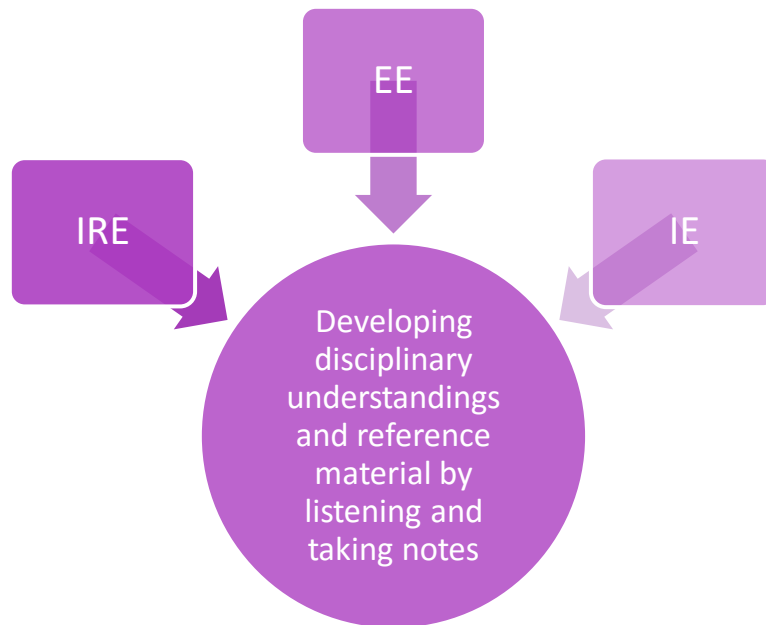 EE
IRE
IE
Developing
disciplinary
understandings
and reference
material by
listening and
taking notes